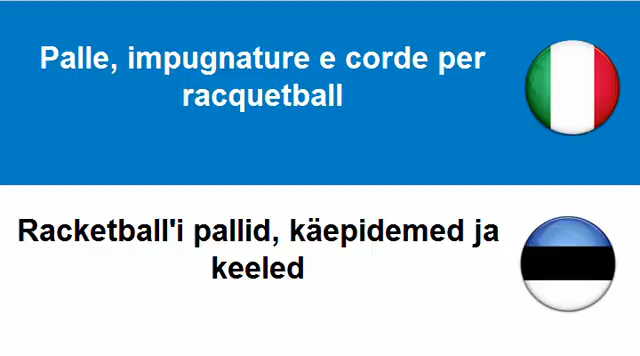 Palle, impugnature e corde per
racquetball
Racketball'i pallid, käepidemed ja
keeled